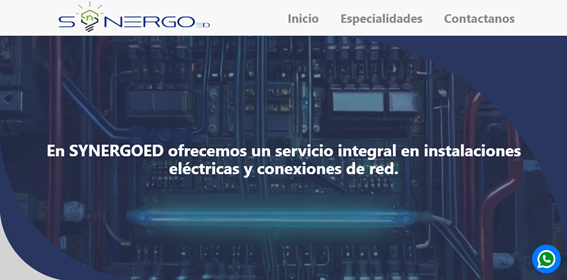 SYNERGOED
Inicio Especialidades Contactanos
En SYNERGOED ofrecemos un servicio integral en instalaciones
eléctricas y conexiones de red.